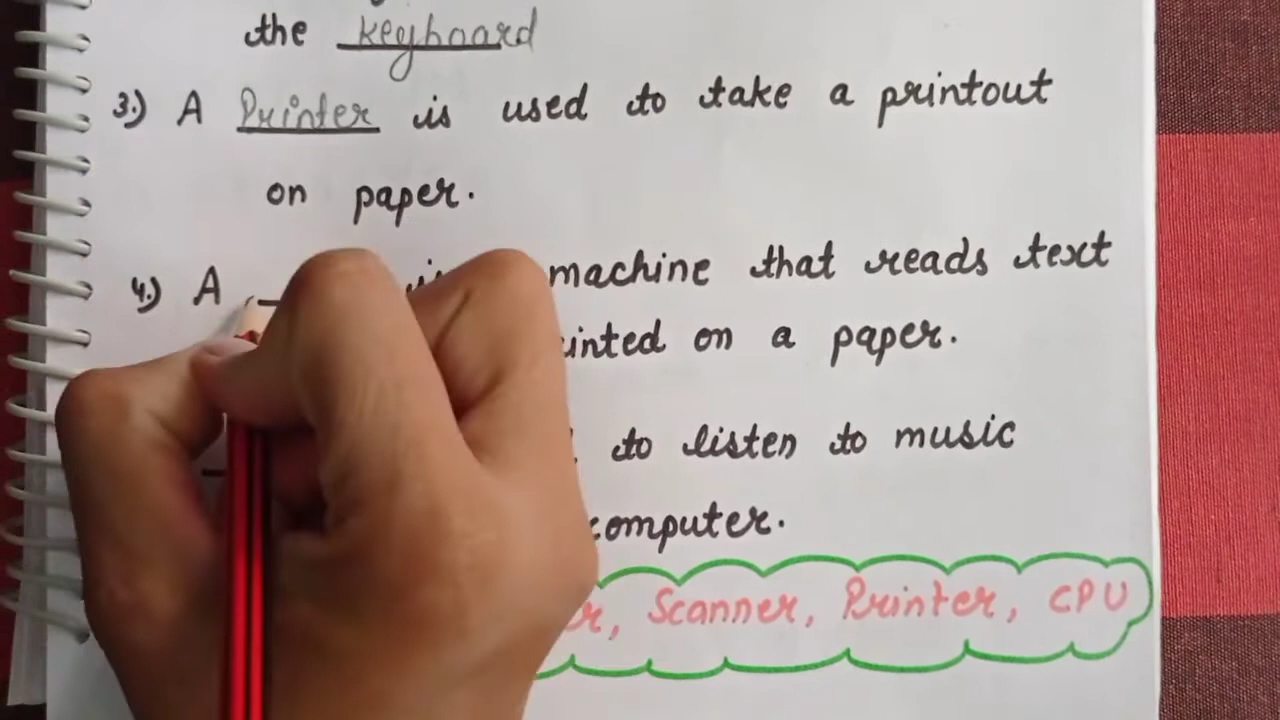 the keyboard
3.) A Printer is used to take a printout
on paper.
4.) A machine that reads text
on a paper.
to listen to music
computer.
Scanner, Printer, CPU